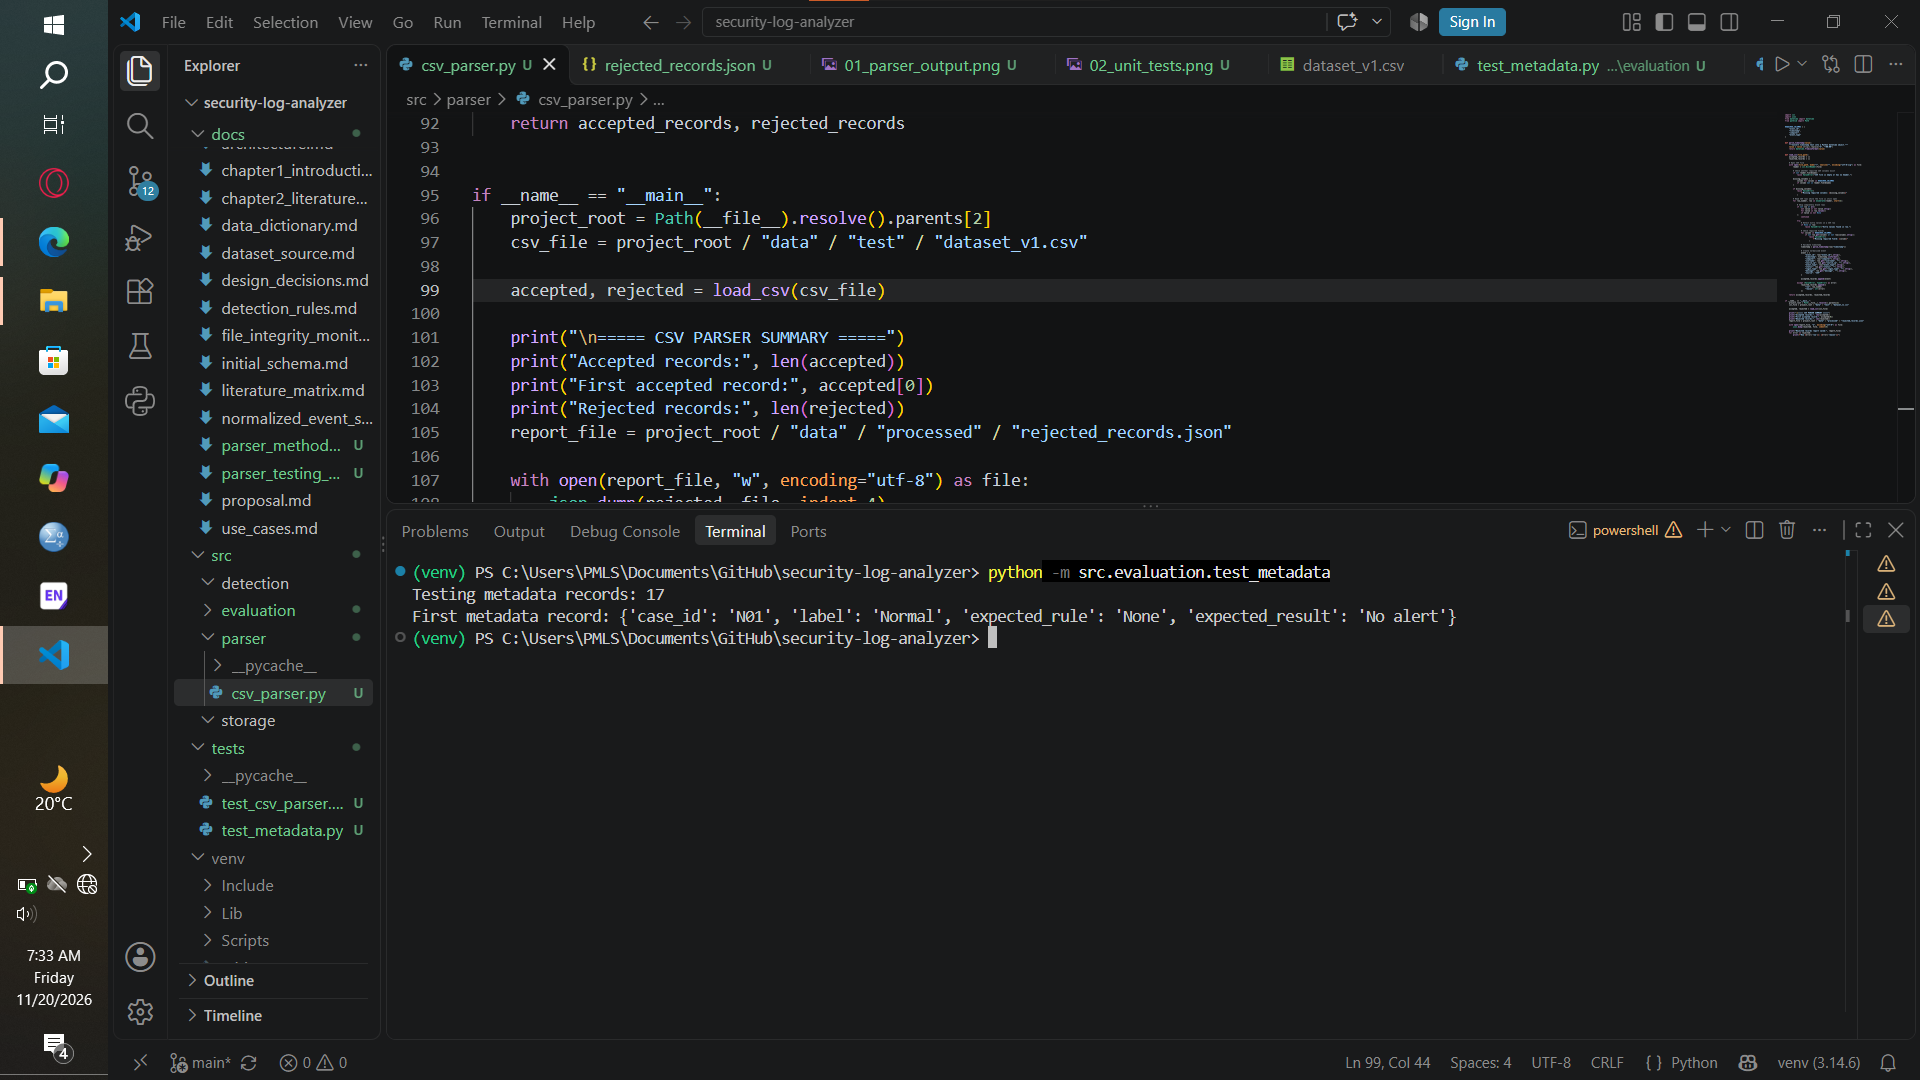 File Edit Selection View Go Run Terminal Help
security-log-analyzer
Sign In
Explorer
security-log-analyzer
docs
chapter1_introducti...
chapter2_literature...
data_dictionary.md
dataset_source.md
design_decisions.md
detection_rules.md
file_integrity_monit...
initial_schema.md
literature_matrix.md
normalized_event_s...
parser_method... U
parser_testing_... U
proposal.md
use_cases.md
src
detection
evaluation
parser
__pycache__
csv_parser.py U
storage
tests
__pycache__
test_csv_parser.... U
test_metadata.py U
venv
Include
Lib
Scripts
Outline
Timeline
12
csv_parser.py U
rejected_records.json U
01_parser_output.png U
02_unit_tests.png U
dataset_v1.csv
test_metadata.py ...\evaluation U
src > parser > csv_parser.py > ...
92 return accepted_records, rejected_records
93
94
95 if __name__ == "__main__":
96 project_root = Path(__file__).resolve().parents[2]
97 csv_file = project_root / "data" / "test" / "dataset_v1.csv"
98
99 accepted, rejected = load_csv(csv_file)
100
101 print("\n===== CSV PARSER SUMMARY =====")
102 print("Accepted records:", len(accepted))
103 print("First accepted record:", accepted[0])
104 print("Rejected records:", len(rejected))
105 report_file = project_root / "data" / "processed" / "rejected_records.json"
106
107 with open(report_file, "w", encoding="utf-8") as file:
Problems Output Debug Console Terminal Ports
powershell
(venv) PS C:\Users\PMLS\Documents\GitHub\security-log-analyzer> python -m src.evaluation.test_metadata
Testing metadata records: 17
First metadata record: {'case_id': 'N01', 'label': 'Normal', 'expected_rule': 'None', 'expected_result': 'No alert'}
(venv) PS C:\Users\PMLS\Documents\GitHub\security-log-analyzer>
EN
20°C
7:33 AM
Friday
11/20/2026
4
main* 0 0
Ln 99, Col 44 Spaces: 4 UTF-8 CRLF { } Python venv (3.14.6)